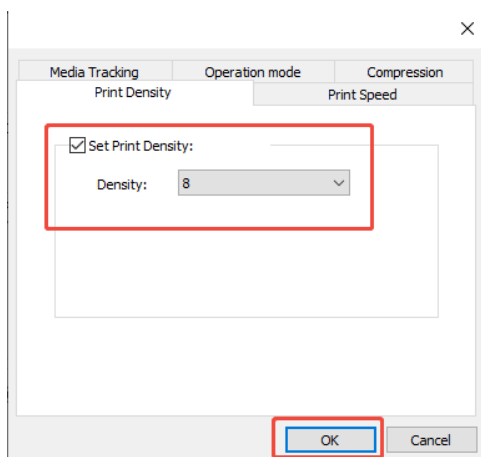 Media Tracking Operation mode Compression
Print Density Print Speed
Set Print Density:
Density: 8
OK Cancel